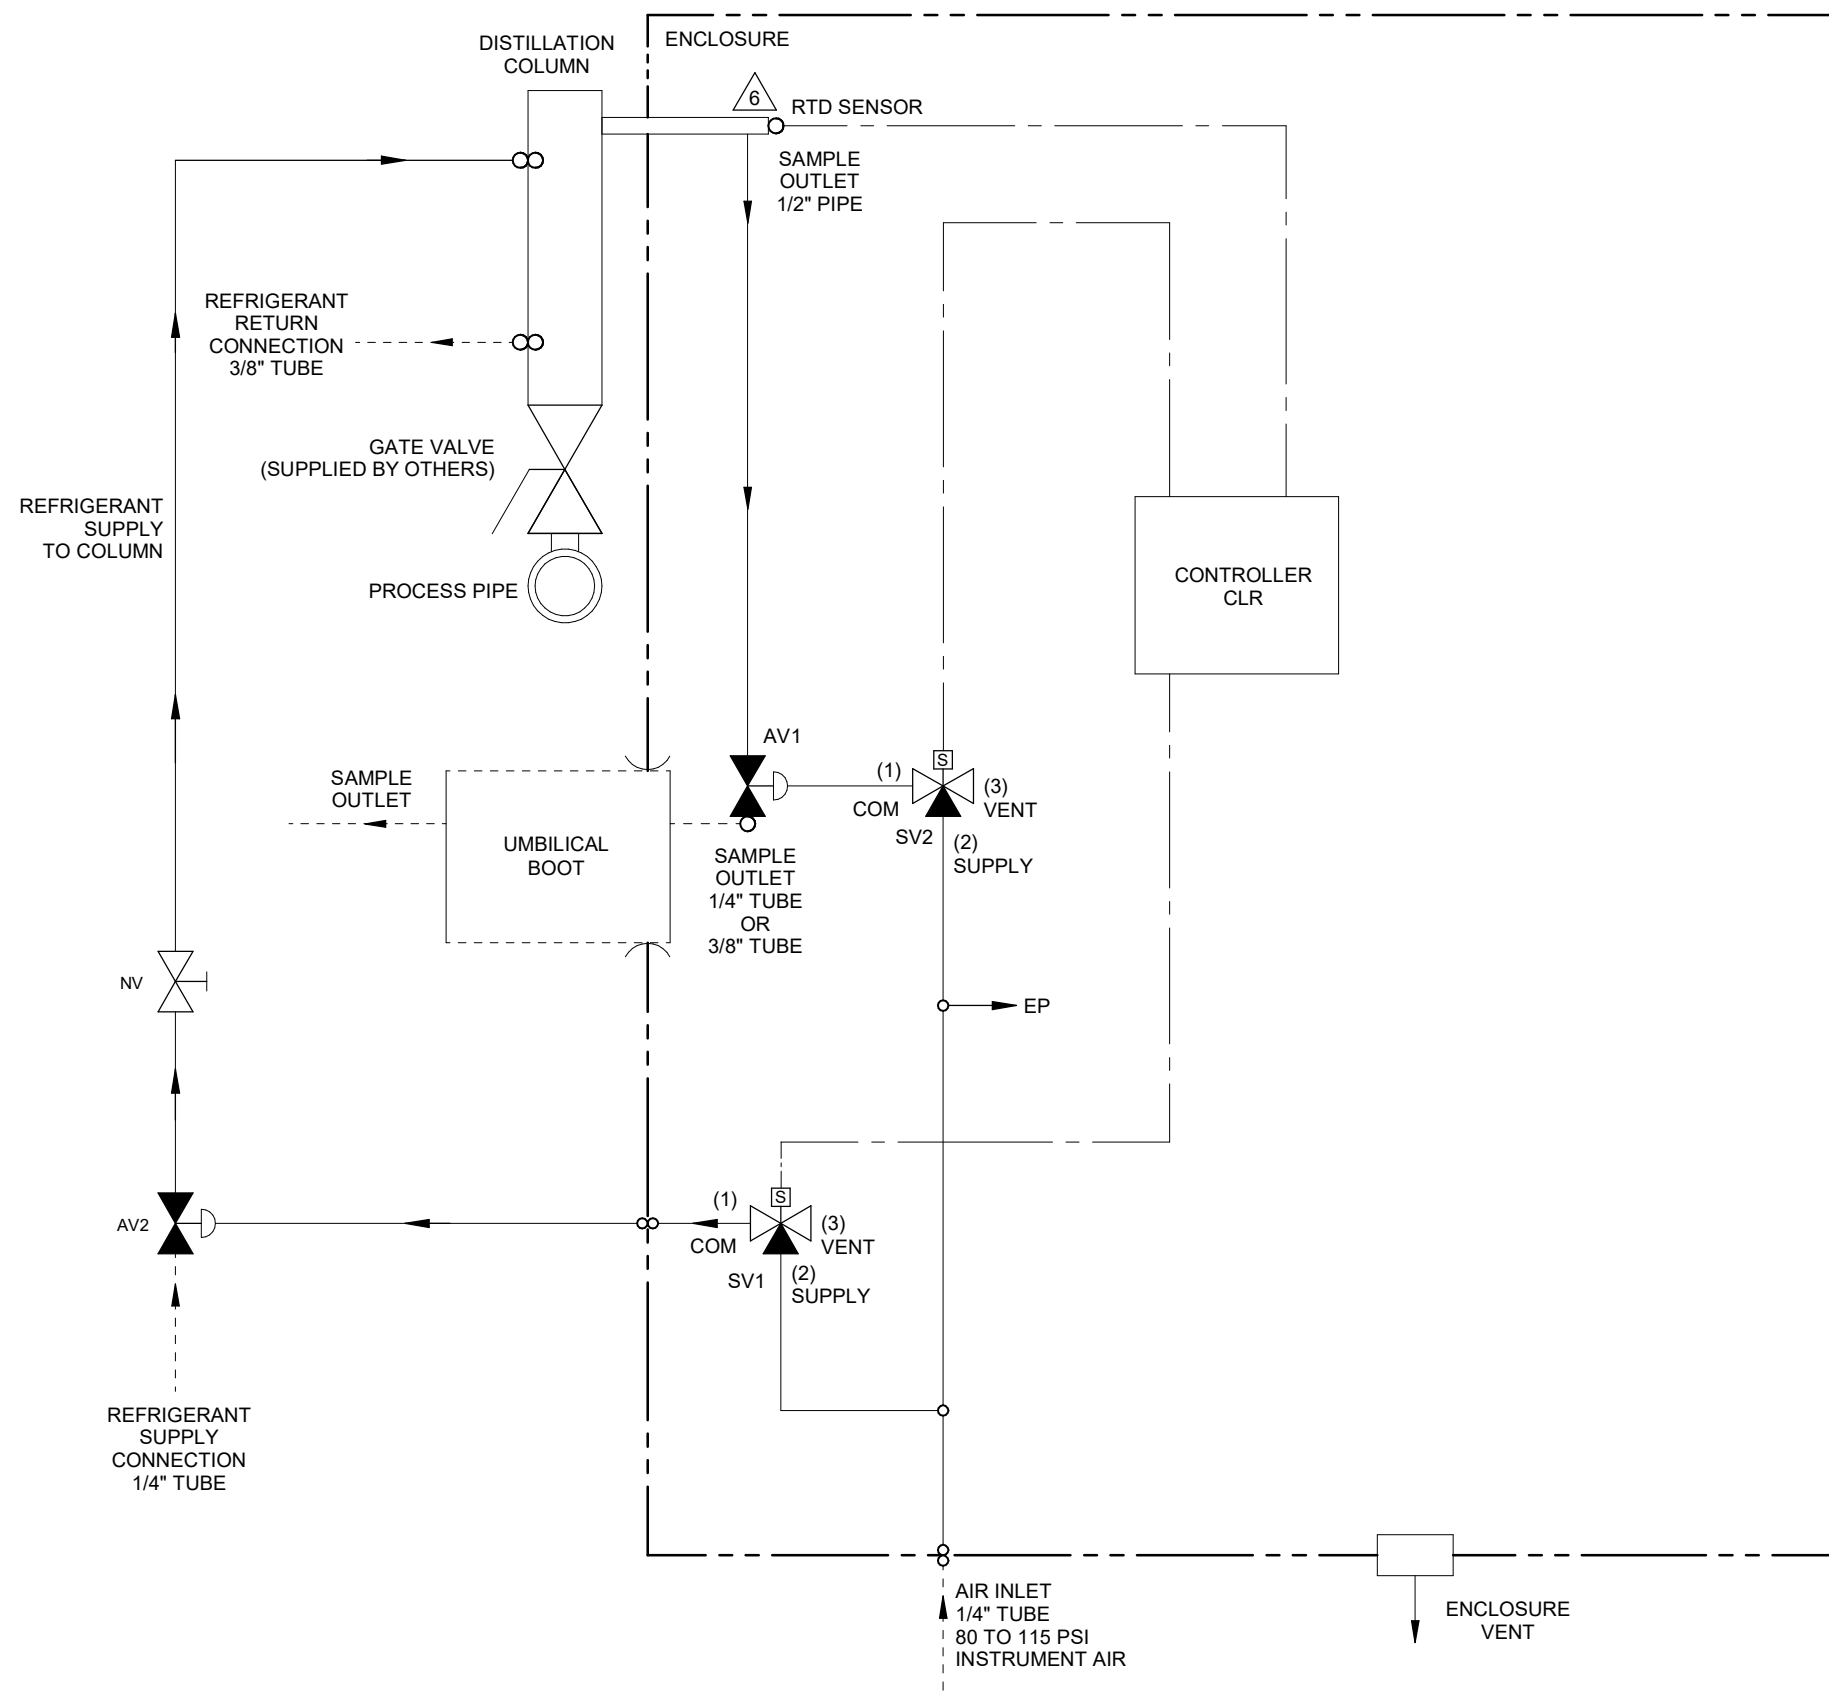 DISTILLATION
COLUMN
ENCLOSURE
6
RTD SENSOR
SAMPLE
OUTLET
1/2" PIPE
REFRIGERANT
RETURN
CONNECTION
3/8" TUBE
GATE VALVE
(SUPPLIED BY OTHERS)
REFRIGERANT
SUPPLY
TO COLUMN
PROCESS PIPE
CONTROLLER
CLR
AV1
S
(1)
COM
(3)
VENT
SV2
(2)
SUPPLY
SAMPLE
OUTLET
UMBILICAL
BOOT
SAMPLE
OUTLET
1/4" TUBE
OR
3/8" TUBE
NV
EP
AV2
S
(1)
COM
(3)
VENT
SV1
(2)
SUPPLY
REFRIGERANT
SUPPLY
CONNECTION
1/4" TUBE
AIR INLET
1/4" TUBE
80 TO 115 PSI
INSTRUMENT AIR
ENCLOSURE
VENT